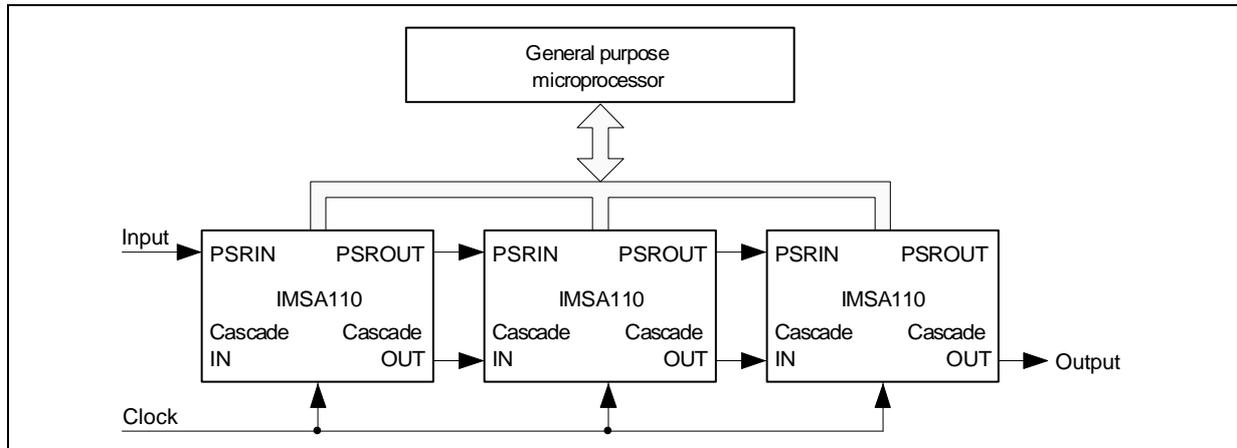 General purpose
microprocessor
Input
PSRIN PSROUT
IMSA110
Cascade Cascade
IN OUT
PSRIN PSROUT
IMSA110
Cascade Cascade
IN OUT
PSRIN PSROUT
IMSA110
Cascade Cascade
IN OUT
Output
Clock